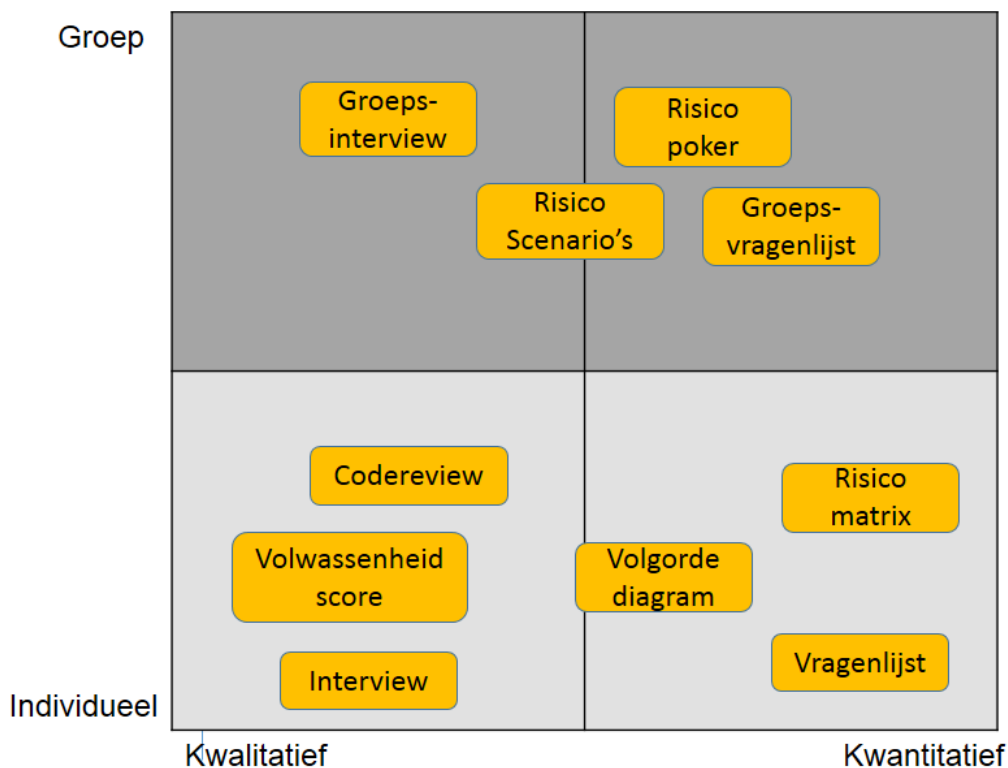 Groep
Groeps-
interview
Risico
poker
Risico
Scenario's
Groeps-
vragenlijst
Codereview
Risico
matrix
Volwassenheid
score
Volgorde
diagram
Interview
Vragenlijst
Individueel
Kwalitatief
Kwantitatief